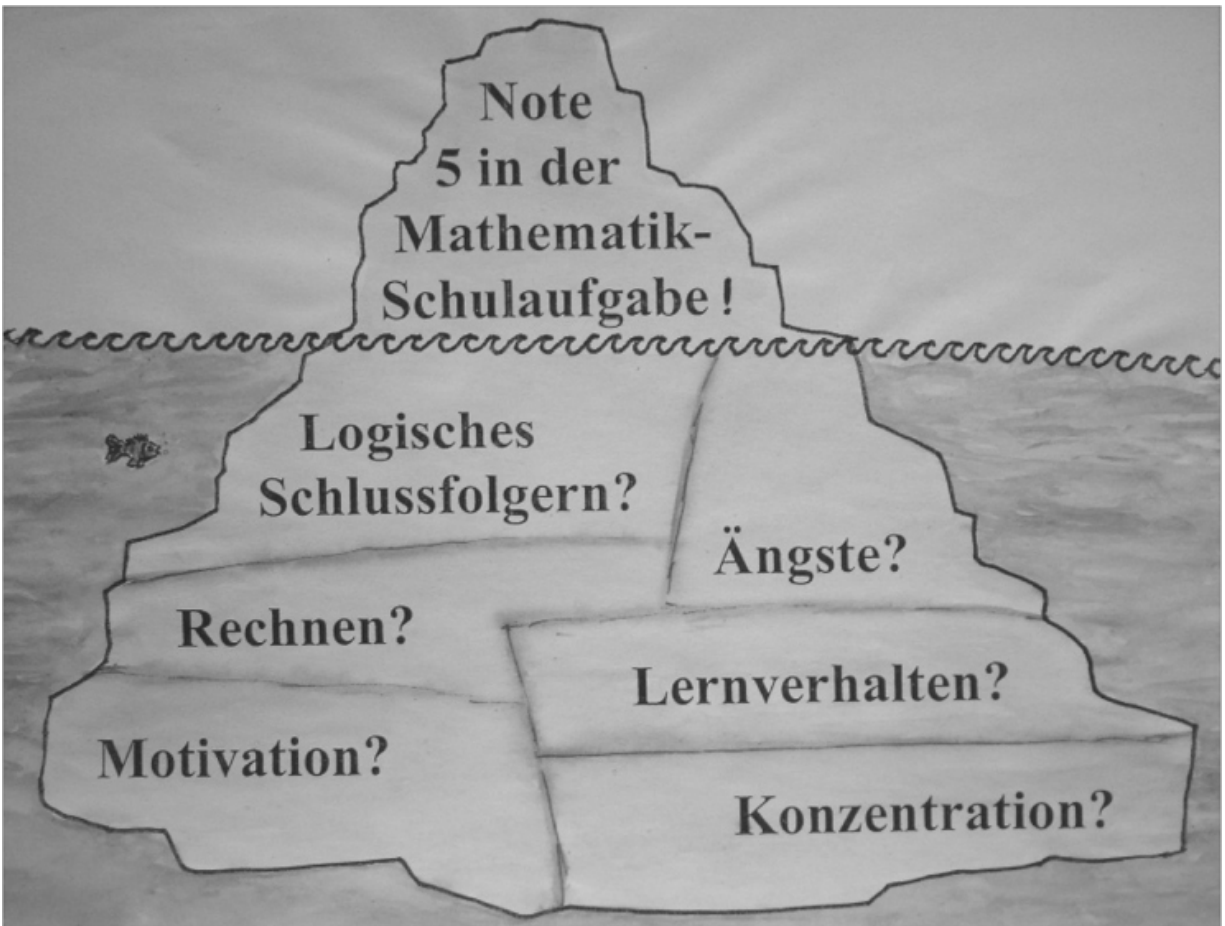 Note
5 in der
Mathematik-
Schulaufgabe!
Logisches
Schlussfolgern?
Ängste?
Rechnen?
Lernverhalten?
Motivation?
Konzentration?